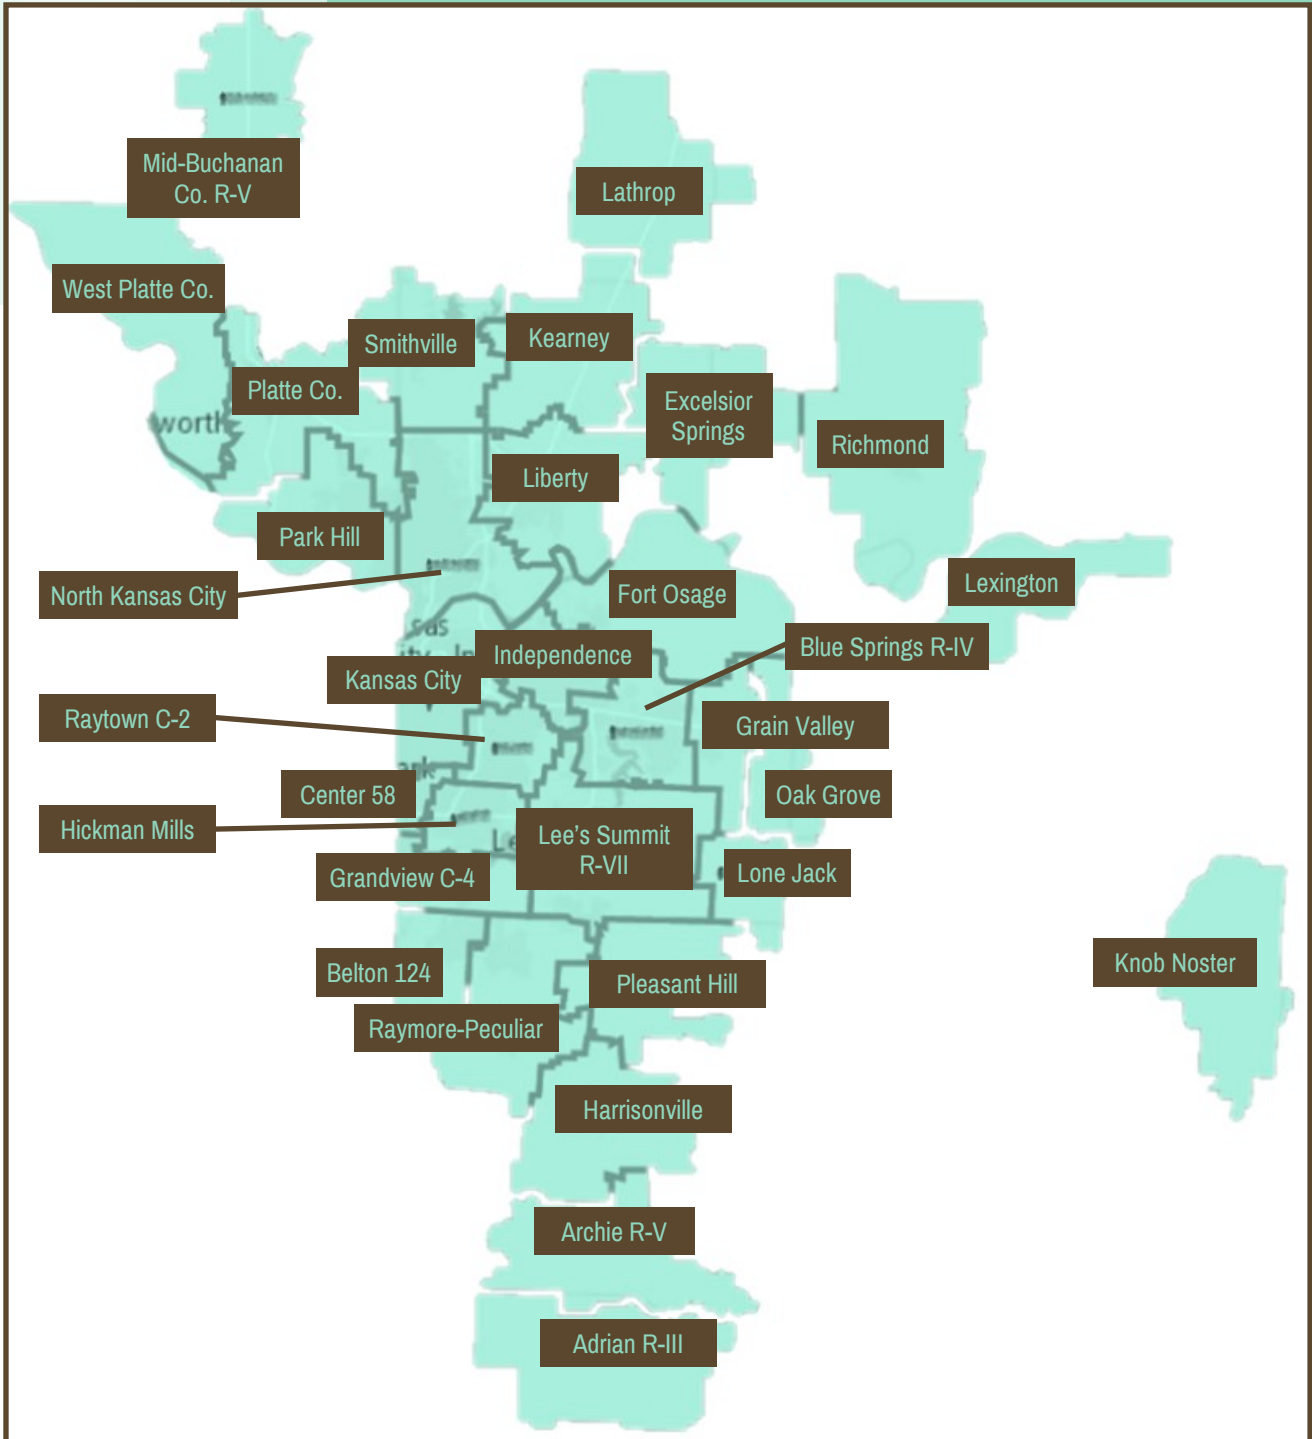 Mid-Buchanan
Co. R-V
Lathrop
West Platte Co.
Smithville
Kearney
Platte Co.
Excelsior
Springs
worth
Richmond
Liberty
Park Hill
North Kansas City
Fort Osage
Lexington
sas
Independence
Blue Springs R-IV
Kansas City
Raytown C-2
Grain Valley
Center 58
Oak Grove
Hickman Mills
Lee's Summit
R-VII
Grandview C-4
Lone Jack
Belton 124
Pleasant Hill
Knob Noster
Raymore-Peculiar
Harrisonville
Archie R-V
Adrian R-III